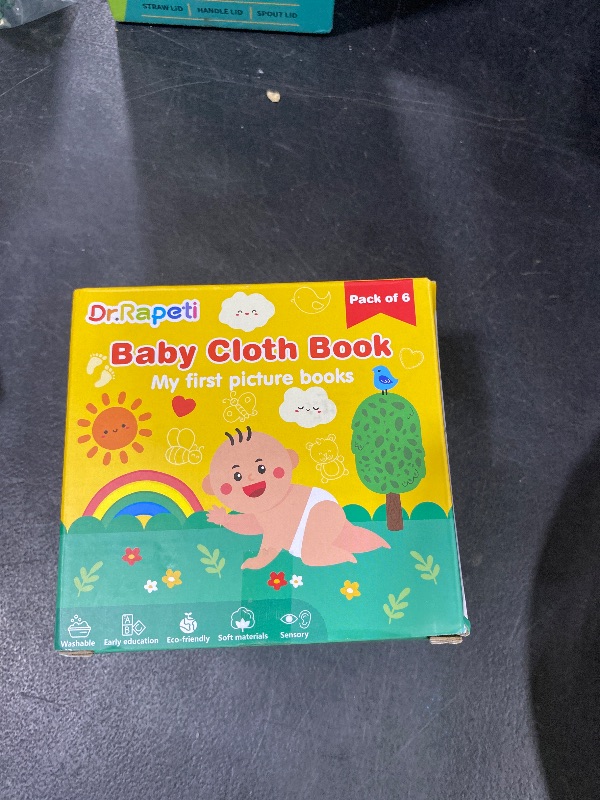 STRAW LID | HANDLE LID | SPOUT LID
Dr.Rapeti
Pack of 6
Baby Cloth Book
My first picture books
A
B
Washable
Early education
Eco-friendly
Soft materials
Sensory